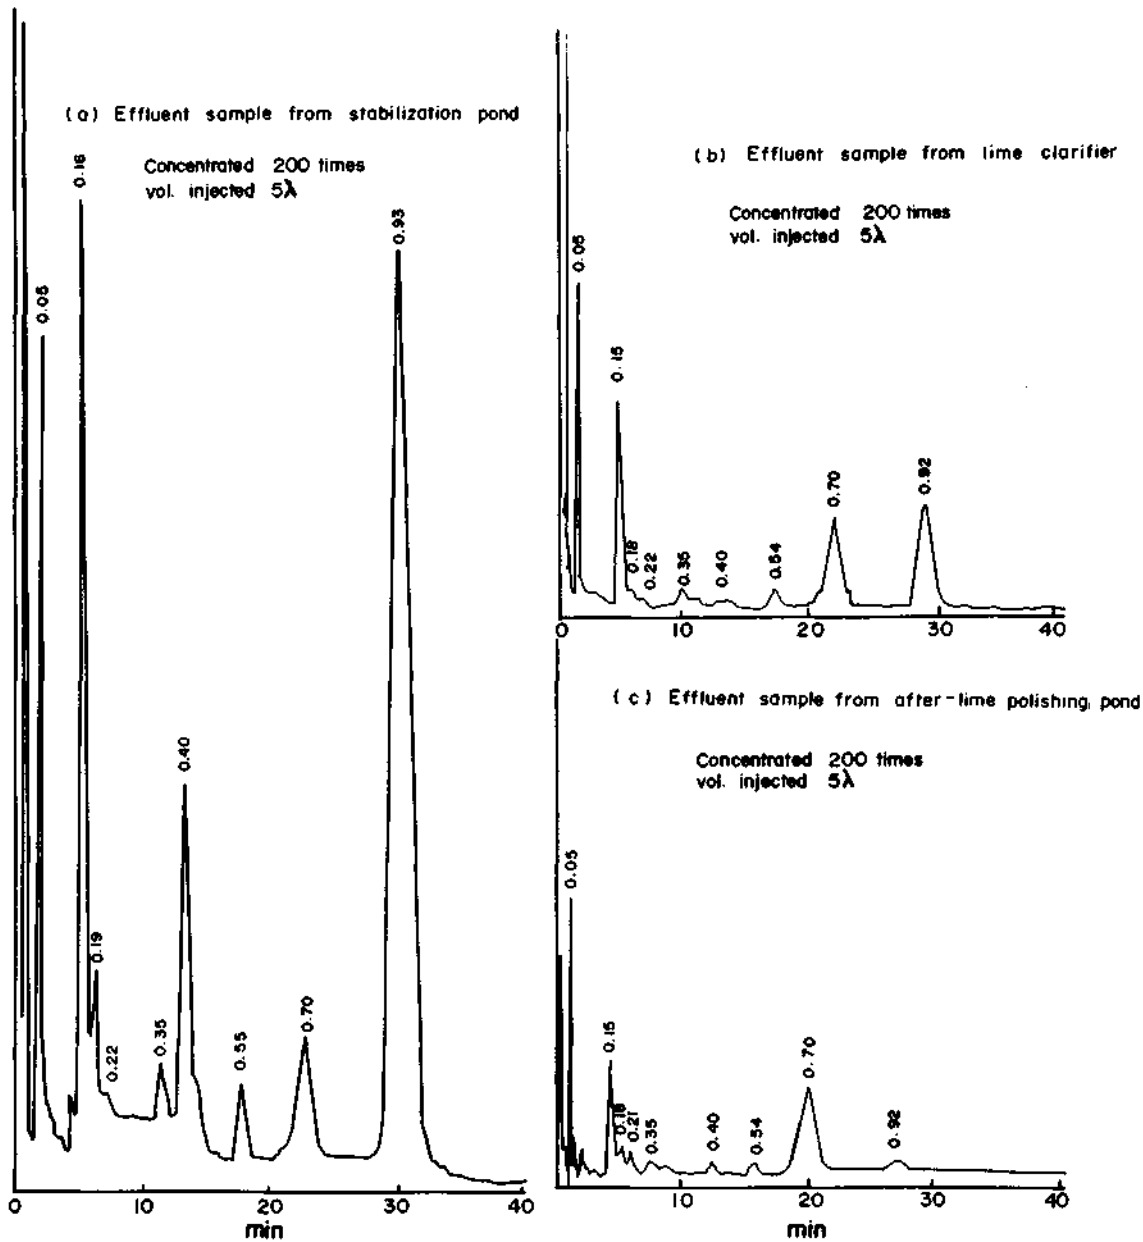 (a) Effluent sample from stabilization pond
Concentrated 200 times
vol. injected 5λ
0.05
0.16
0.19
0.22
0.35
0.40
0.55
0.70
0.93
0 10 20 30 40
min
(b) Effluent sample from lime clarifier
Concentrated 200 times
vol. injected 5λ
0.05
0.15
0.18
0.22
0.35
0.40
0.54
0.70
0.92
0 10 20 30 40
(c) Effluent sample from after-lime polishing pond
Concentrated 200 times
vol. injected 5λ
0.05
0.15
0.18
0.21
0.35
0.40
0.54
0.70
0.92
10 20 30 40
min